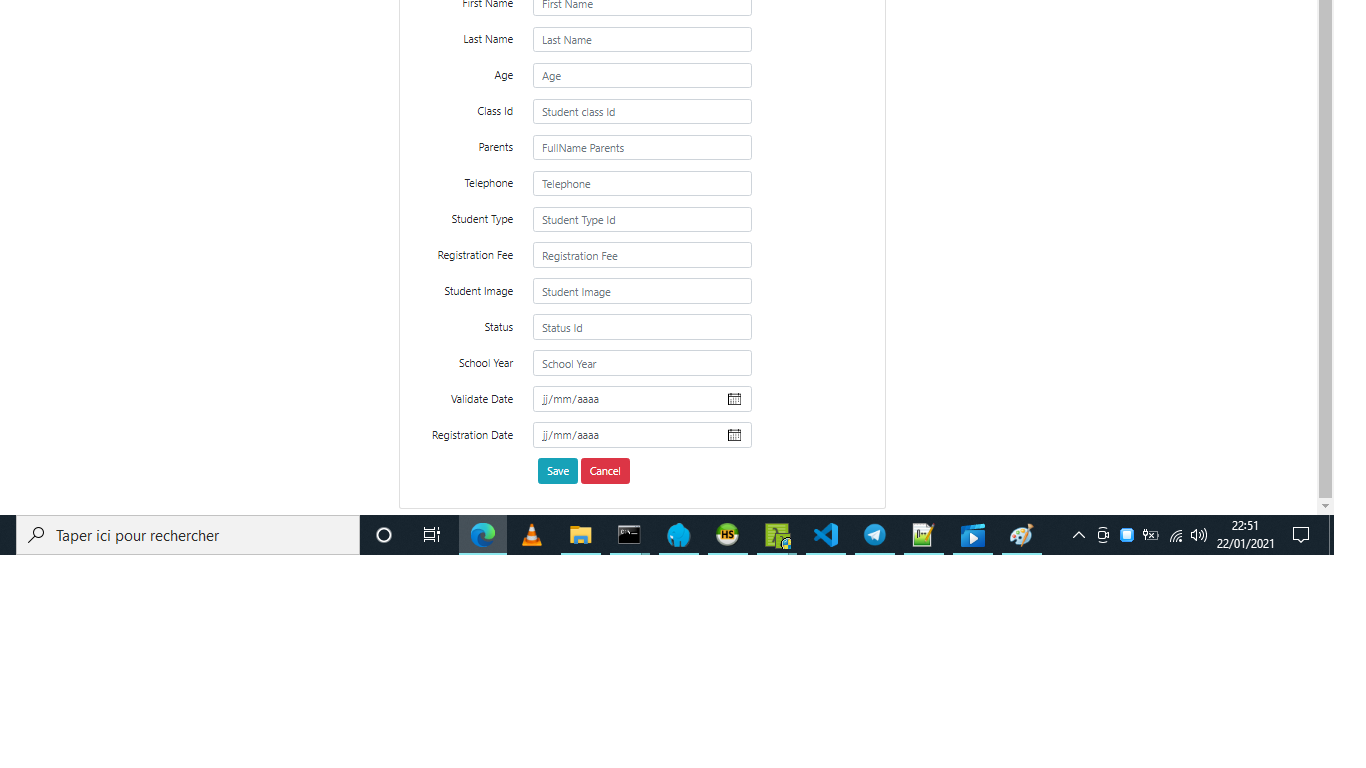 First Name First Name
Last Name Last Name
Age Age
Class Id Student class Id
Parents FullName Parents
Telephone Telephone
Student Type Student Type Id
Registration Fee Registration Fee
Student Image Student Image
Status Status Id
School Year School Year
Validate Date jj/mm/aaaa
Registration Date jj/mm/aaaa
Save Cancel
Taper ici pour rechercher
HS
22:51
22/01/2021